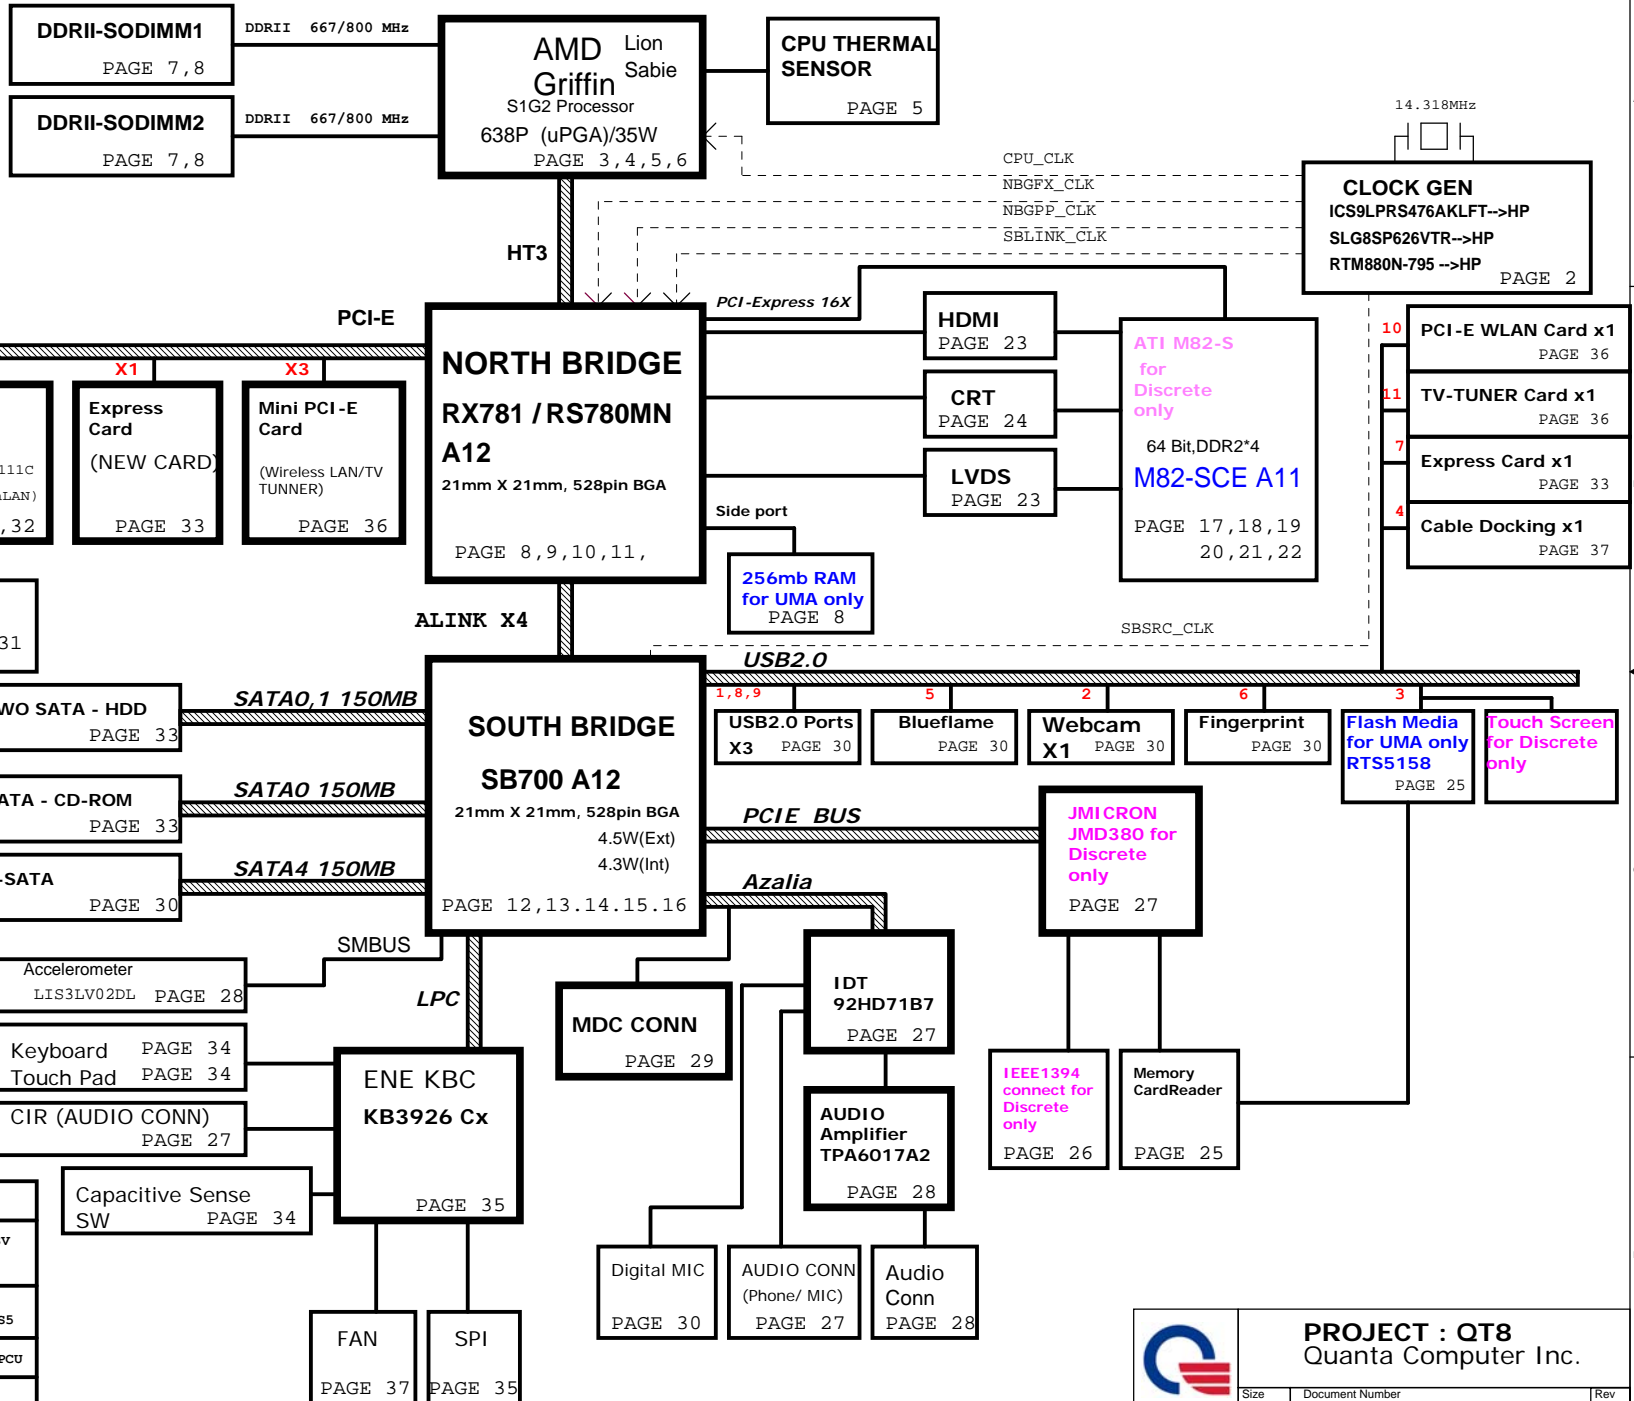 DDRII-SODIMM1
PAGE 7,8
DDRII 667/800 MHz
DDRII-SODIMM2
PAGE 7,8
DDRII 667/800 MHz
AMD
Griffin
Lion
Sabie
S1G2 Processor
638P (uPGA)/35W
PAGE 3,4,5,6
CPU THERMAL
SENSOR
PAGE 5
14.318MHz
CLOCK GEN
ICS9LPRS476AKLFT-->HP
SLG8SP626VTR-->HP
RTM880N-795 -->HP
PAGE 2
CPU_CLK
NBGFX_CLK
NBGPP_CLK
SBLINK_CLK
HT3
PCI-E
PCI-Express 16X
NORTH BRIDGE
RX781 / RS780MN
A12
21mm X 21mm, 528pin BGA
PAGE 8,9,10,11,
HDMI
PAGE 23
CRT
PAGE 24
LVDS
PAGE 23
ATI M82-S
for
Discrete
only
64 Bit,DDR2*4
M82-SCE A11
PAGE 17,18,19
20,21,22
10
PCI-E WLAN Card x1
PAGE 36
11
TV-TUNER Card x1
PAGE 36
7
Express Card x1
PAGE 33
4
Cable Docking x1
PAGE 37
X1
Express
Card
(NEW CARD)
PAGE 33
X3
Mini PCI-E
Card
(Wireless LAN/TV
TUNNER)
PAGE 36
111C
LAN)
,32
31
Side port
256mb RAM
for UMA only
PAGE 8
ALINK X4
SBSRC_CLK
USB2.0
SOUTH BRIDGE
SB700 A12
21mm X 21mm, 528pin BGA
4.5W(Ext)
4.3W(Int)
PAGE 12,13.14.15.16
WO SATA - HDD
PAGE 33
SATA0,1 150MB
ATA - CD-ROM
PAGE 33
SATA0 150MB
-SATA
PAGE 30
SATA4 150MB
1,8,9
USB2.0 Ports
X3 PAGE 30
5
Blueflame
PAGE 30
2
Webcam
X1 PAGE 30
6
Fingerprint
PAGE 30
3
Flash Media
for UMA only
RTS5158
PAGE 25
Touch Screen
for Discrete
only
PCIE BUS
JMICRON
JMD380 for
Discrete
only
PAGE 27
Azalia
IDT
92HD71B7
PAGE 27
MDC CONN
PAGE 29
SMBUS
Accelerometer
LIS3LV02DL PAGE 28
LPC
Keyboard PAGE 34
Touch Pad PAGE 34
CIR (AUDIO CONN)
PAGE 27
ENE KBC
KB3926 Cx
PAGE 35
Capacitive Sense
SW PAGE 34
AUDIO
Amplifier
TPA6017A2
PAGE 28
IEEE1394
connect for
Discrete
only
PAGE 26
Memory
CardReader
PAGE 25
Digital MIC
PAGE 30
AUDIO CONN
(Phone/ MIC)
PAGE 27
Audio
Conn
PAGE 28
FAN
PAGE 37
SPI
PAGE 35
V
S5
PCU
PROJECT : QT8
Quanta Computer Inc.
Size Document Number Rev